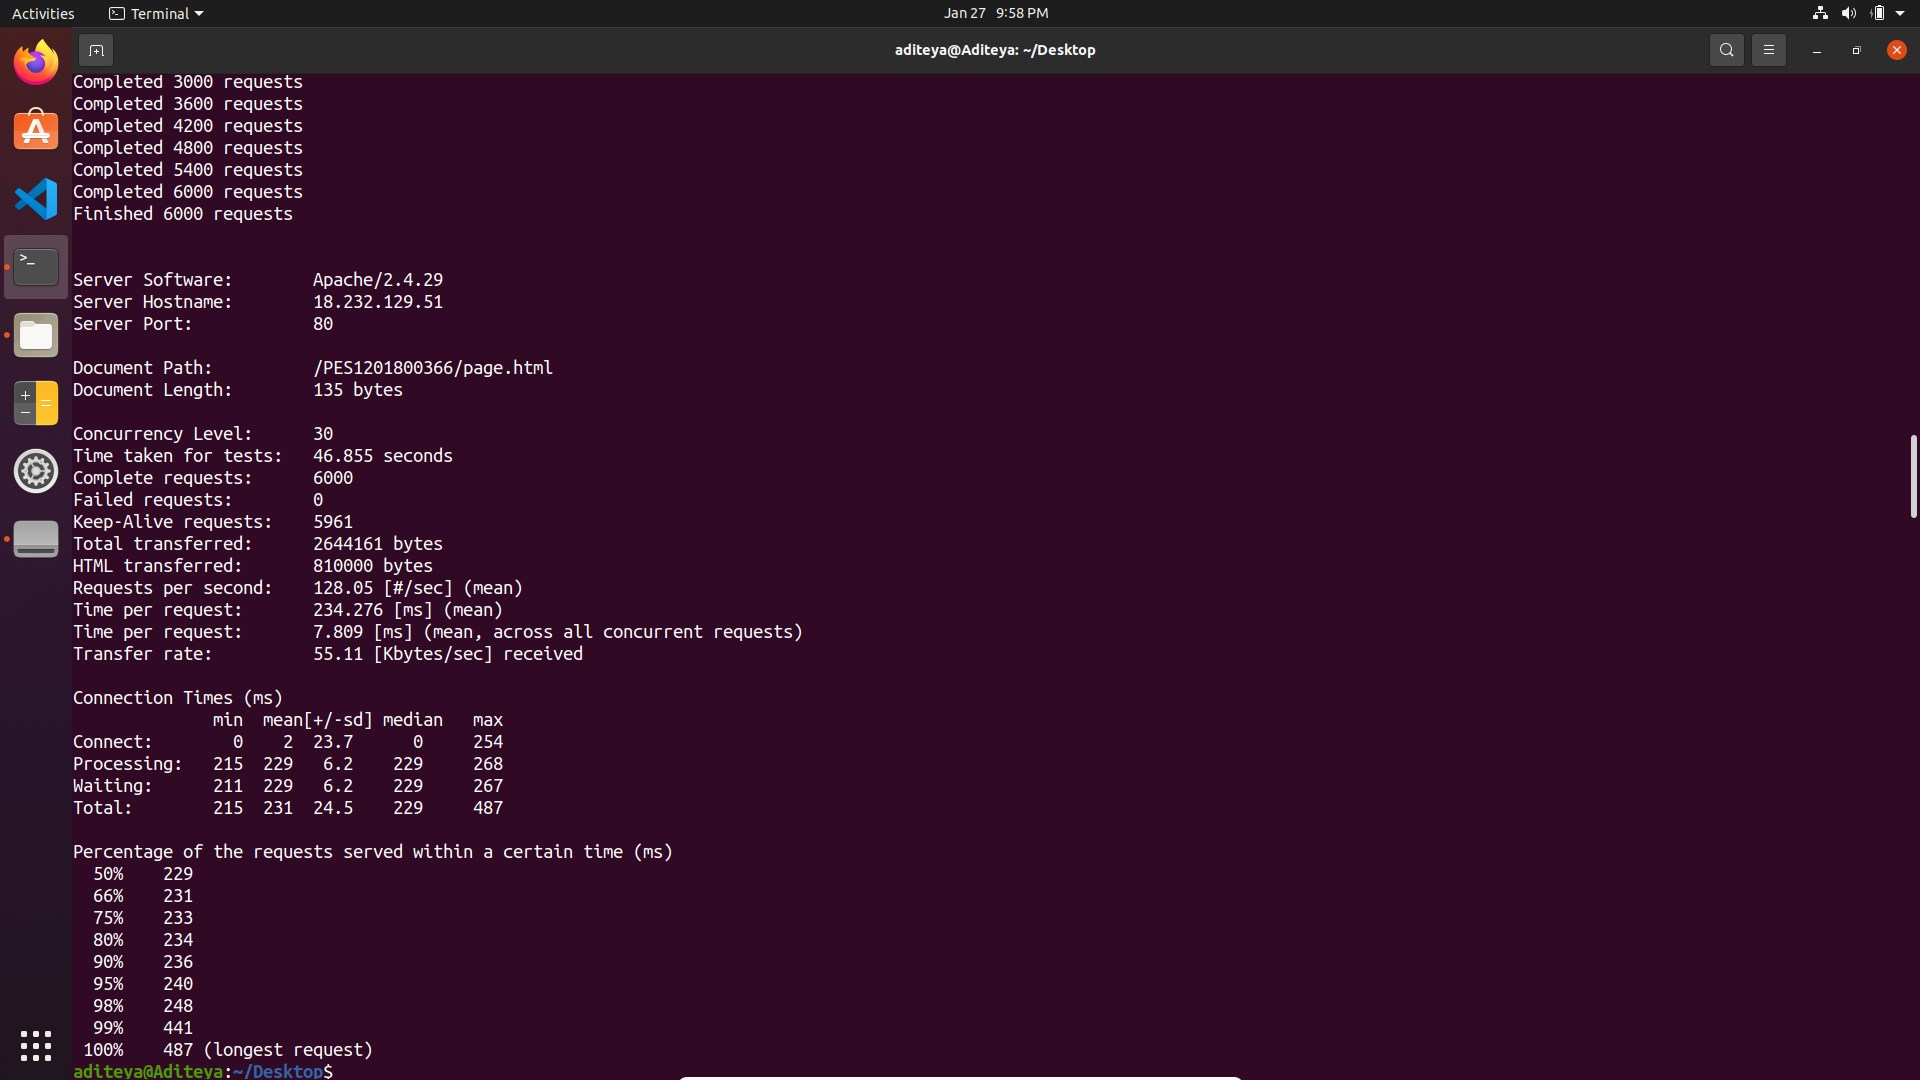 Activities Terminal Jan 27 9:58 PM
aditeya@Aditeya: ~/Desktop
Completed 3000 requests
Completed 3600 requests
Completed 4200 requests
Completed 4800 requests
Completed 5400 requests
Completed 6000 requests
Finished 6000 requests
Server Software: Apache/2.4.29
Server Hostname: 18.232.129.51
Server Port: 80
Document Path: /PES1201800366/page.html
Document Length: 135 bytes
Concurrency Level: 30
Time taken for tests: 46.855 seconds
Complete requests: 6000
Failed requests: 0
Keep-Alive requests: 5961
Total transferred: 2644161 bytes
HTML transferred: 810000 bytes
Requests per second: 128.05 [#/sec] (mean)
Time per request: 234.276 [ms] (mean)
Time per request: 7.809 [ms] (mean, across all concurrent requests)
Transfer rate: 55.11 [Kbytes/sec] received
Connection Times (ms)
min mean[+/-sd] median max
Connect: 0 2 23.7 0 254
Processing: 215 229 6.2 229 268
Waiting: 211 229 6.2 229 267
Total: 215 231 24.5 229 487
Percentage of the requests served within a certain time (ms)
50% 229
66% 231
75% 233
80% 234
90% 236
95% 240
98% 248
99% 441
100% 487 (longest request)
aditeya@Aditeya:~/Desktop$